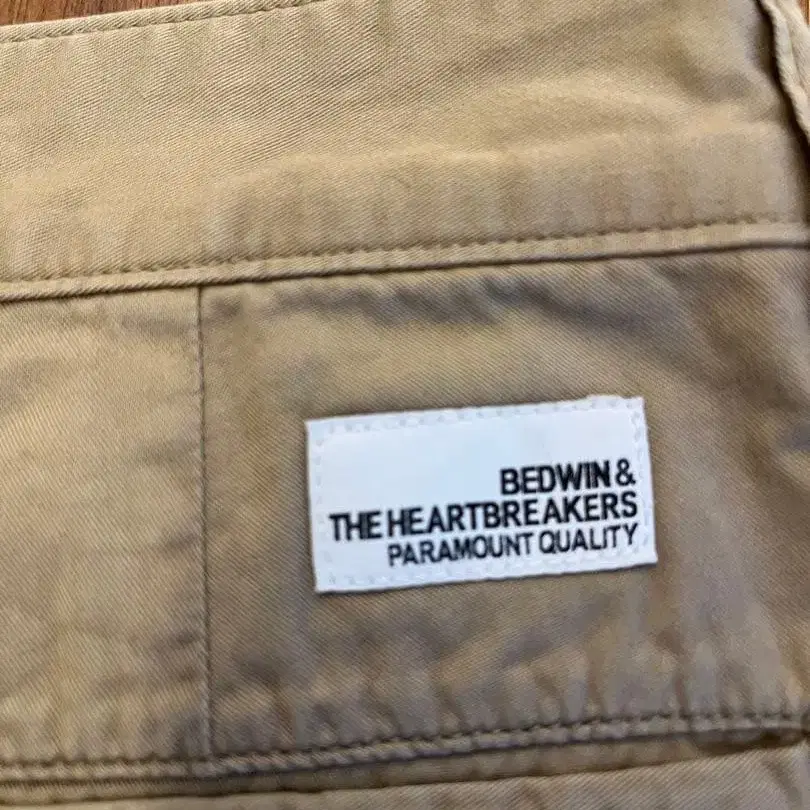 BEDWIN &
THE HEARTBREAKERS
PARAMOUNT QUALITY